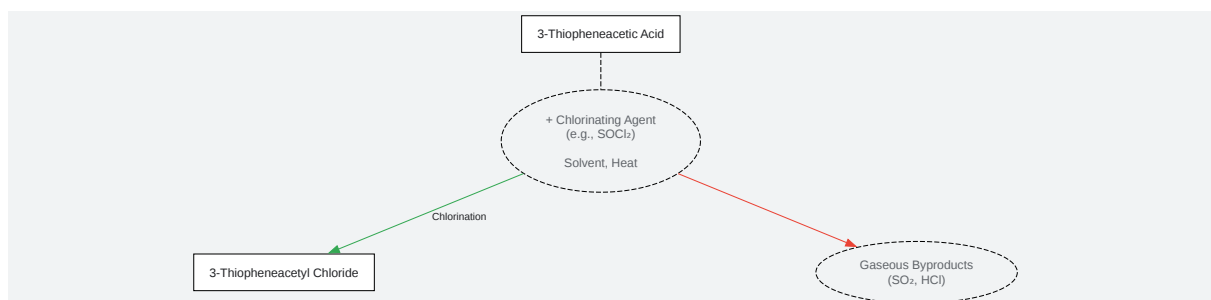 3-Thiopheneacetic Acid
+ Chlorinating Agent
(e.g., SOCl₂)
Solvent, Heat
Chlorination
3-Thiopheneacetyl Chloride
Gaseous Byproducts
(SO₂, HCl)